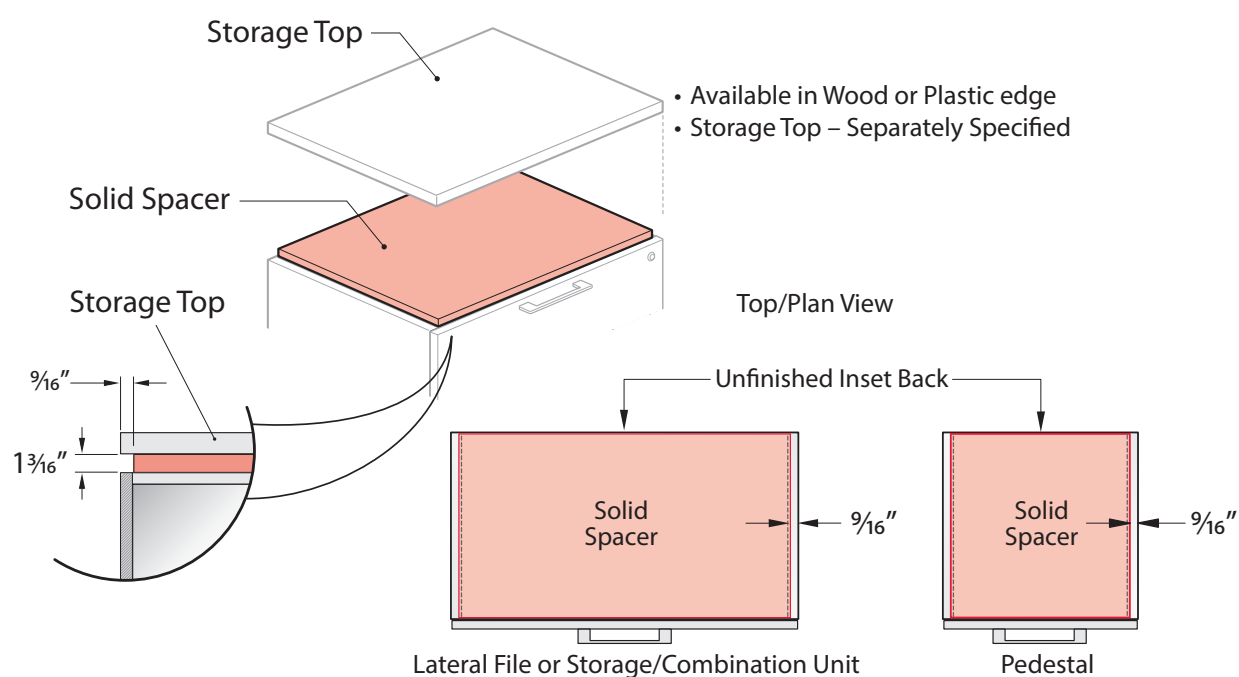 Storage Top
• Available in Wood or Plastic edge
• Storage Top – Separately Specified
Solid Spacer
Storage Top
Top/Plan View
9⁄16"
Unfinished Inset Back
1 3⁄16"
Solid
Spacer
9⁄16"
Solid
Spacer
9⁄16"
Lateral File or Storage/Combination Unit
Pedestal